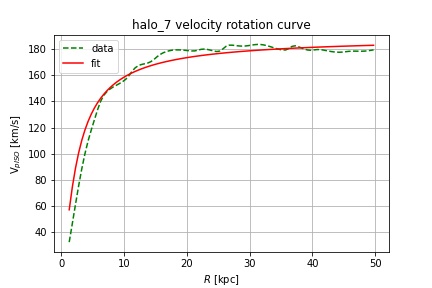 halo_7 velocity rotation curve
data
fit
V_pISO [km/s]
180
160
140
120
100
80
60
40
0 10 20 30 40 50
R [kpc]